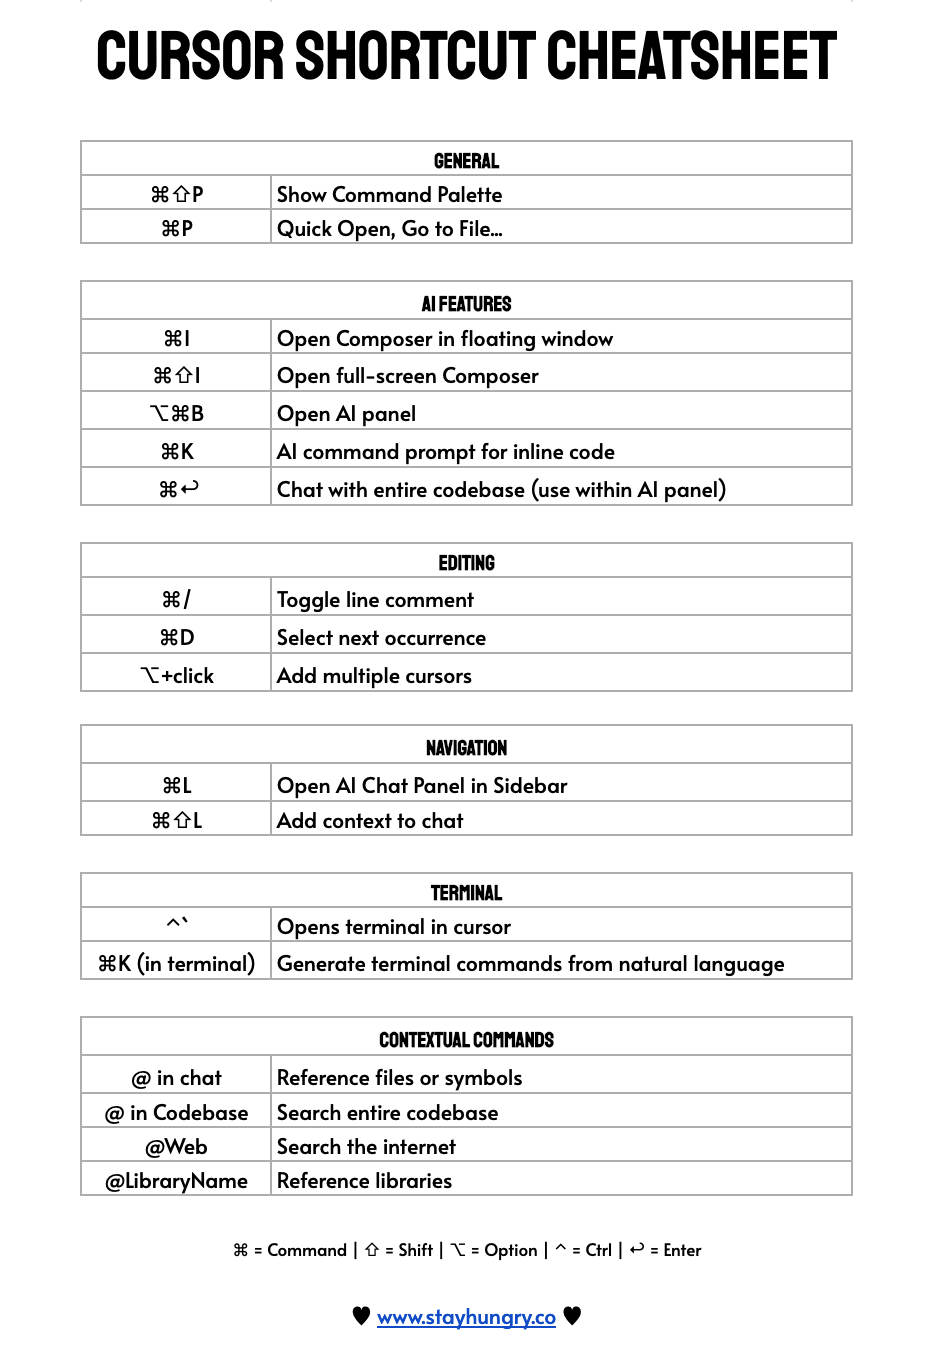 CURSOR SHORTCUT CHEATSHEET
GENERAL
⌘⇧P Show Command Palette
⌘P Quick Open, Go to File...
AI FEATURES
⌘I Open Composer in floating window
⌘⇧I Open full-screen Composer
⌥⌘B Open AI panel
⌘K AI command prompt for inline code
⌘↩ Chat with entire codebase (use within AI panel)
EDITING
⌘/ Toggle line comment
⌘D Select next occurrence
⌥+click Add multiple cursors
NAVIGATION
⌘L Open AI Chat Panel in Sidebar
⌘⇧L Add context to chat
TERMINAL
^` Opens terminal in cursor
⌘K (in terminal) Generate terminal commands from natural language
CONTEXTUAL COMMANDS
@ in chat Reference files or symbols
@ in Codebase Search entire codebase
@Web Search the internet
@LibraryName Reference libraries
⌘ = Command | ⇧ = Shift | ⌥ = Option | ^ = Ctrl | ↩ = Enter
♥ www.stayhungry.co ♥